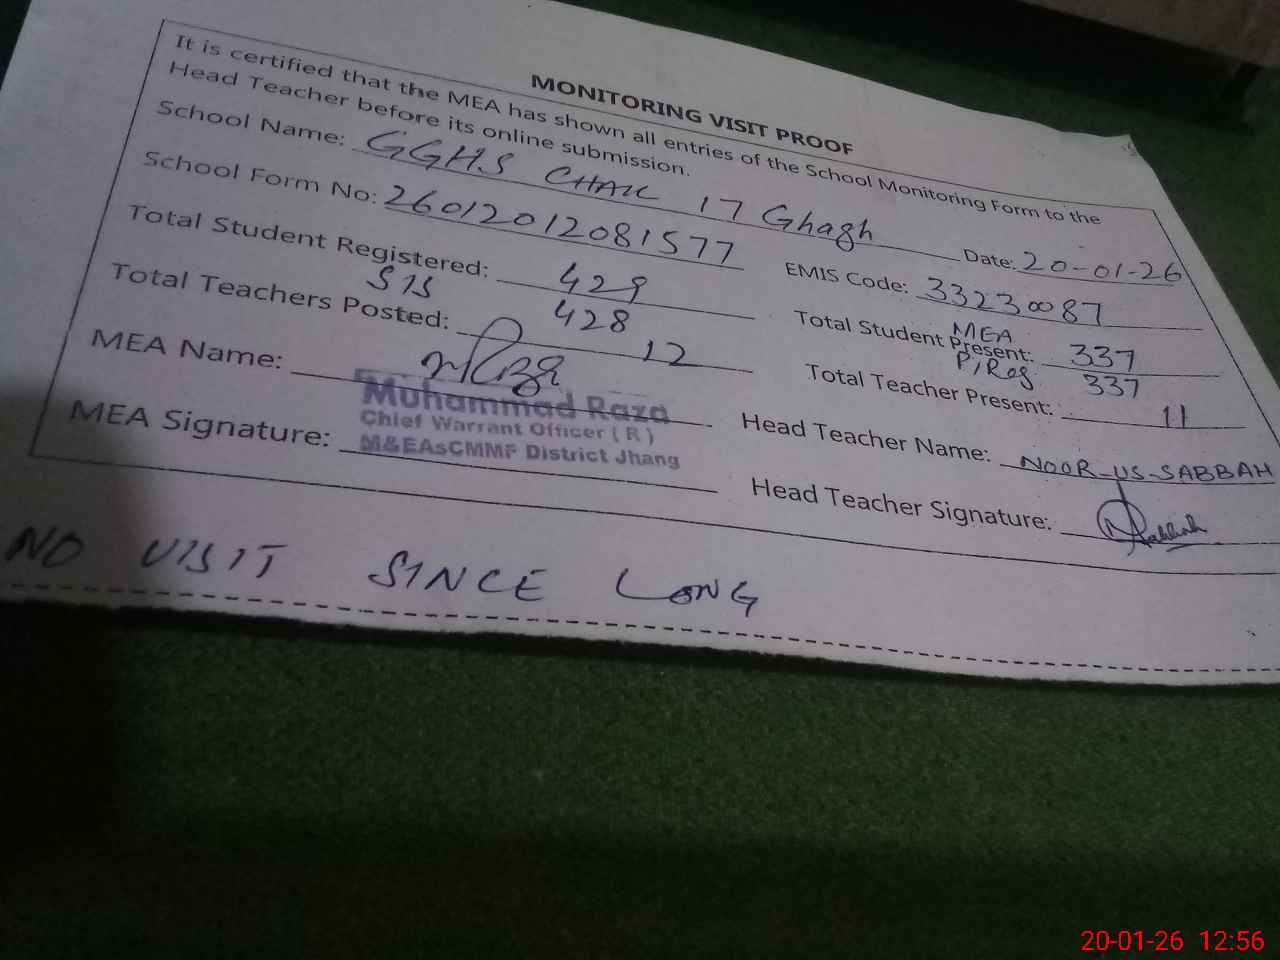 MONITORING VISIT PROOF
It is certified that the MEA has shown all entries of the School Monitoring Form to the
Head Teacher before its online submission.
School Name: GGHS CHAK 17 Ghagh Date: 20-01-26
School Form No: 26012012081577 EMIS Code: 33230087
Total Student Registered: 429 Total Student Present: MEA 337
SIS 428 P/Reg 337
Total Teachers Posted: 12 Total Teacher Present: 11
MEA Name: Head Teacher Name: NOOR-US-SABBAH
Muhammad Raza
Chief Warrant Officer ( R )
M&EAsCMMF District Jhang
MEA Signature: Head Teacher Signature:
NO VISIT SINCE LONG
20-01-26 12:56